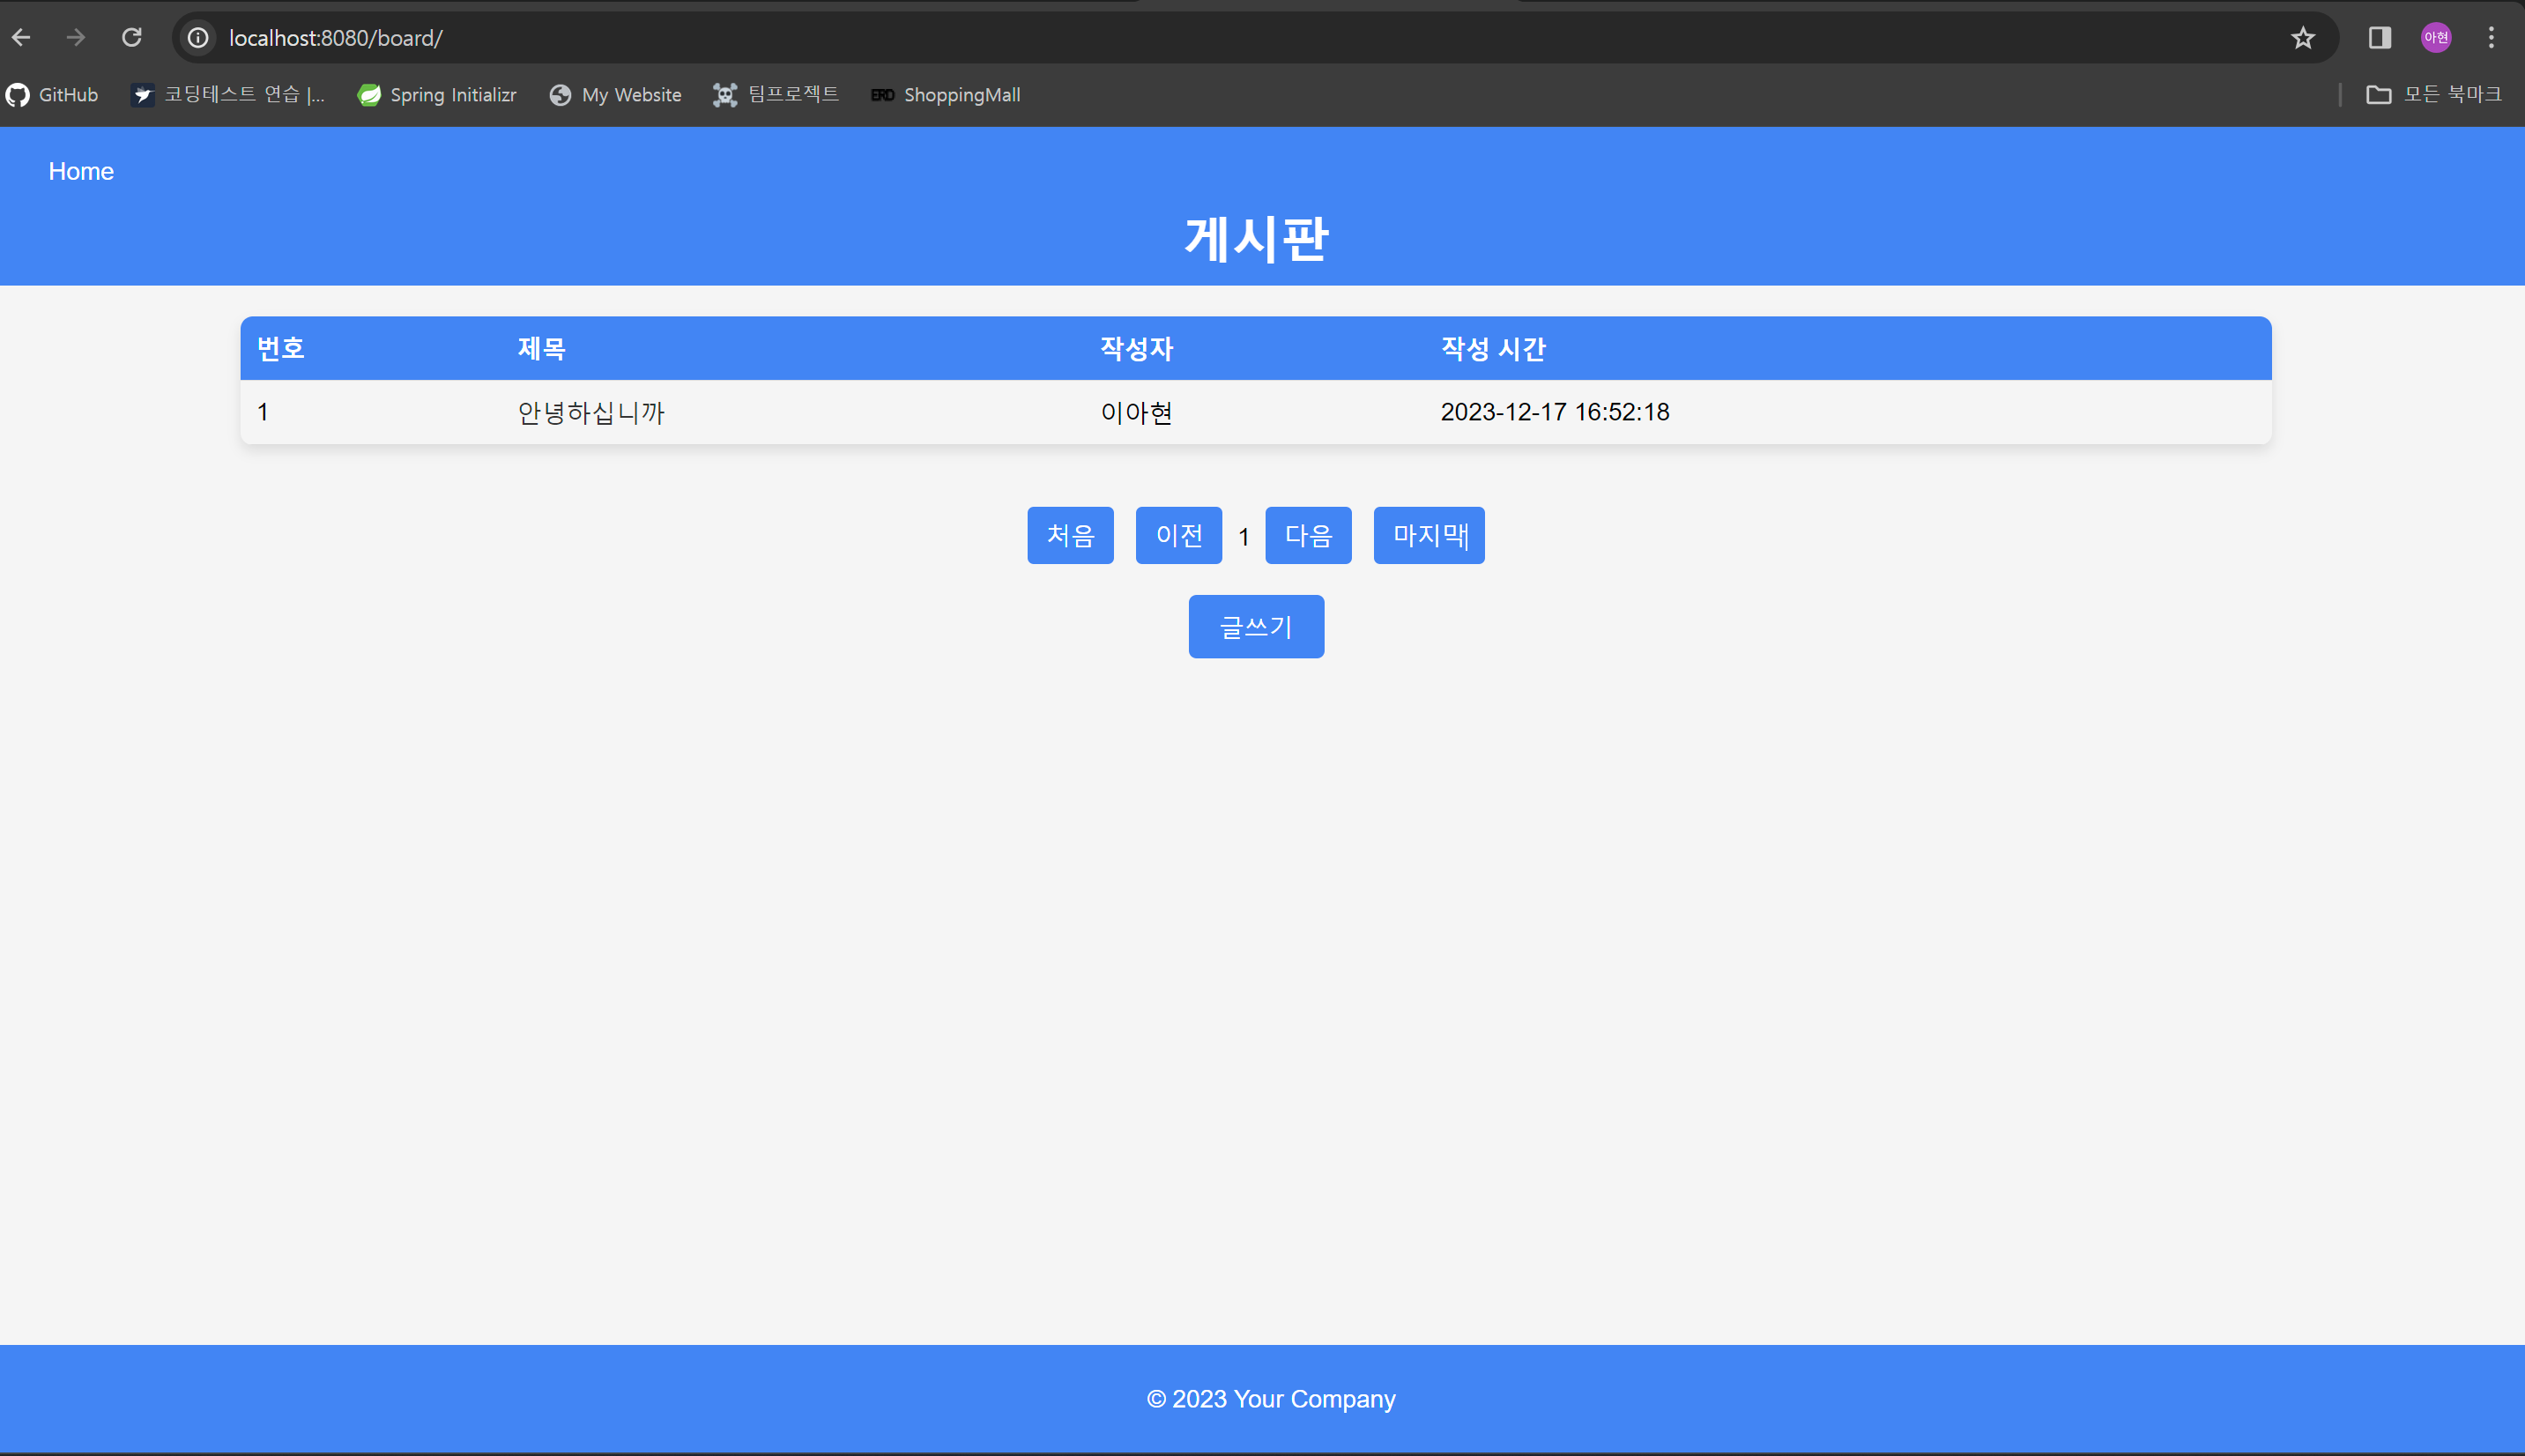 localhost:8080/board/
아현
GitHub 코딩테스트 연습 |... Spring Initializr My Website 팀프로젝트 ERD ShoppingMall 모든 북마크
Home
게시판
번호 제목 작성자 작성 시간
1 안녕하십니까 이아현 2023-12-17 16:52:18
처음 이전 1 다음 마지막
글쓰기
© 2023 Your Company